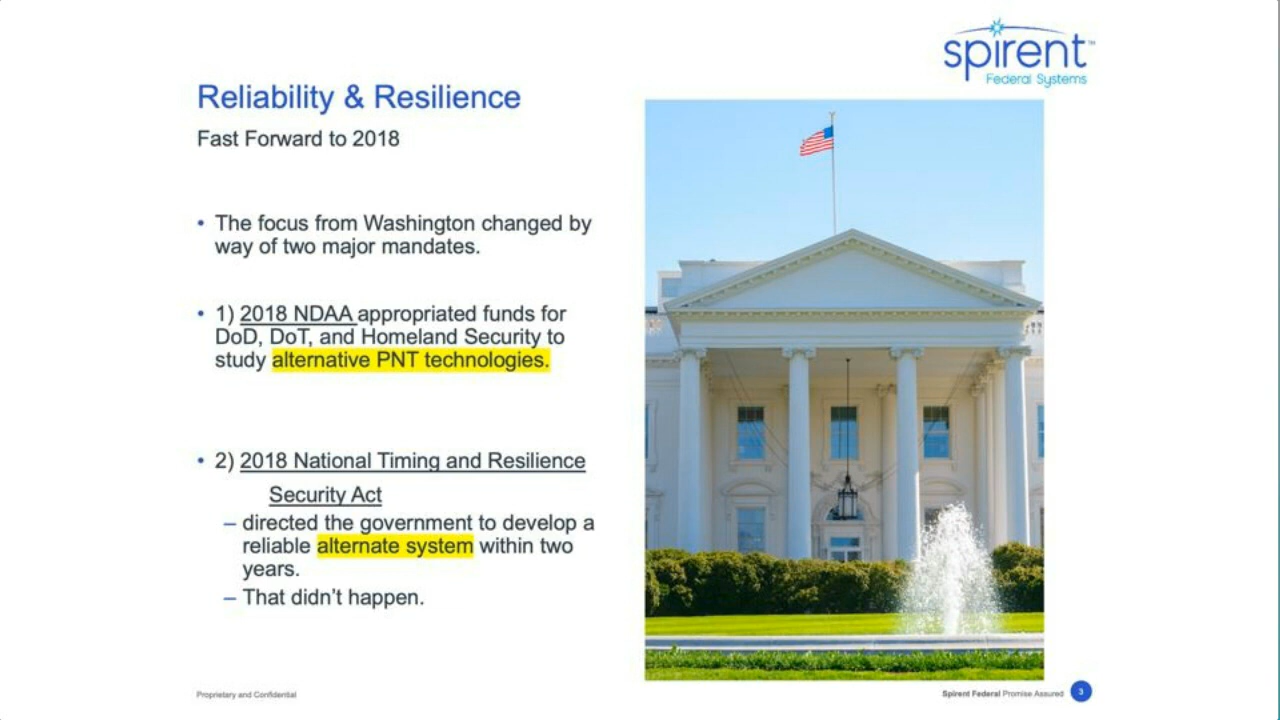 spirent™
Federal Systems
Reliability & Resilience
Fast Forward to 2018
• The focus from Washington changed by
way of two major mandates.
• 1) 2018 NDAA appropriated funds for
DoD, DoT, and Homeland Security to
study alternative PNT technologies.
• 2) 2018 National Timing and Resilience
Security Act
– directed the government to develop a
reliable alternate system within two
years.
– That didn't happen.
Proprietary and Confidential
Spirent Federal Promise Assured
3